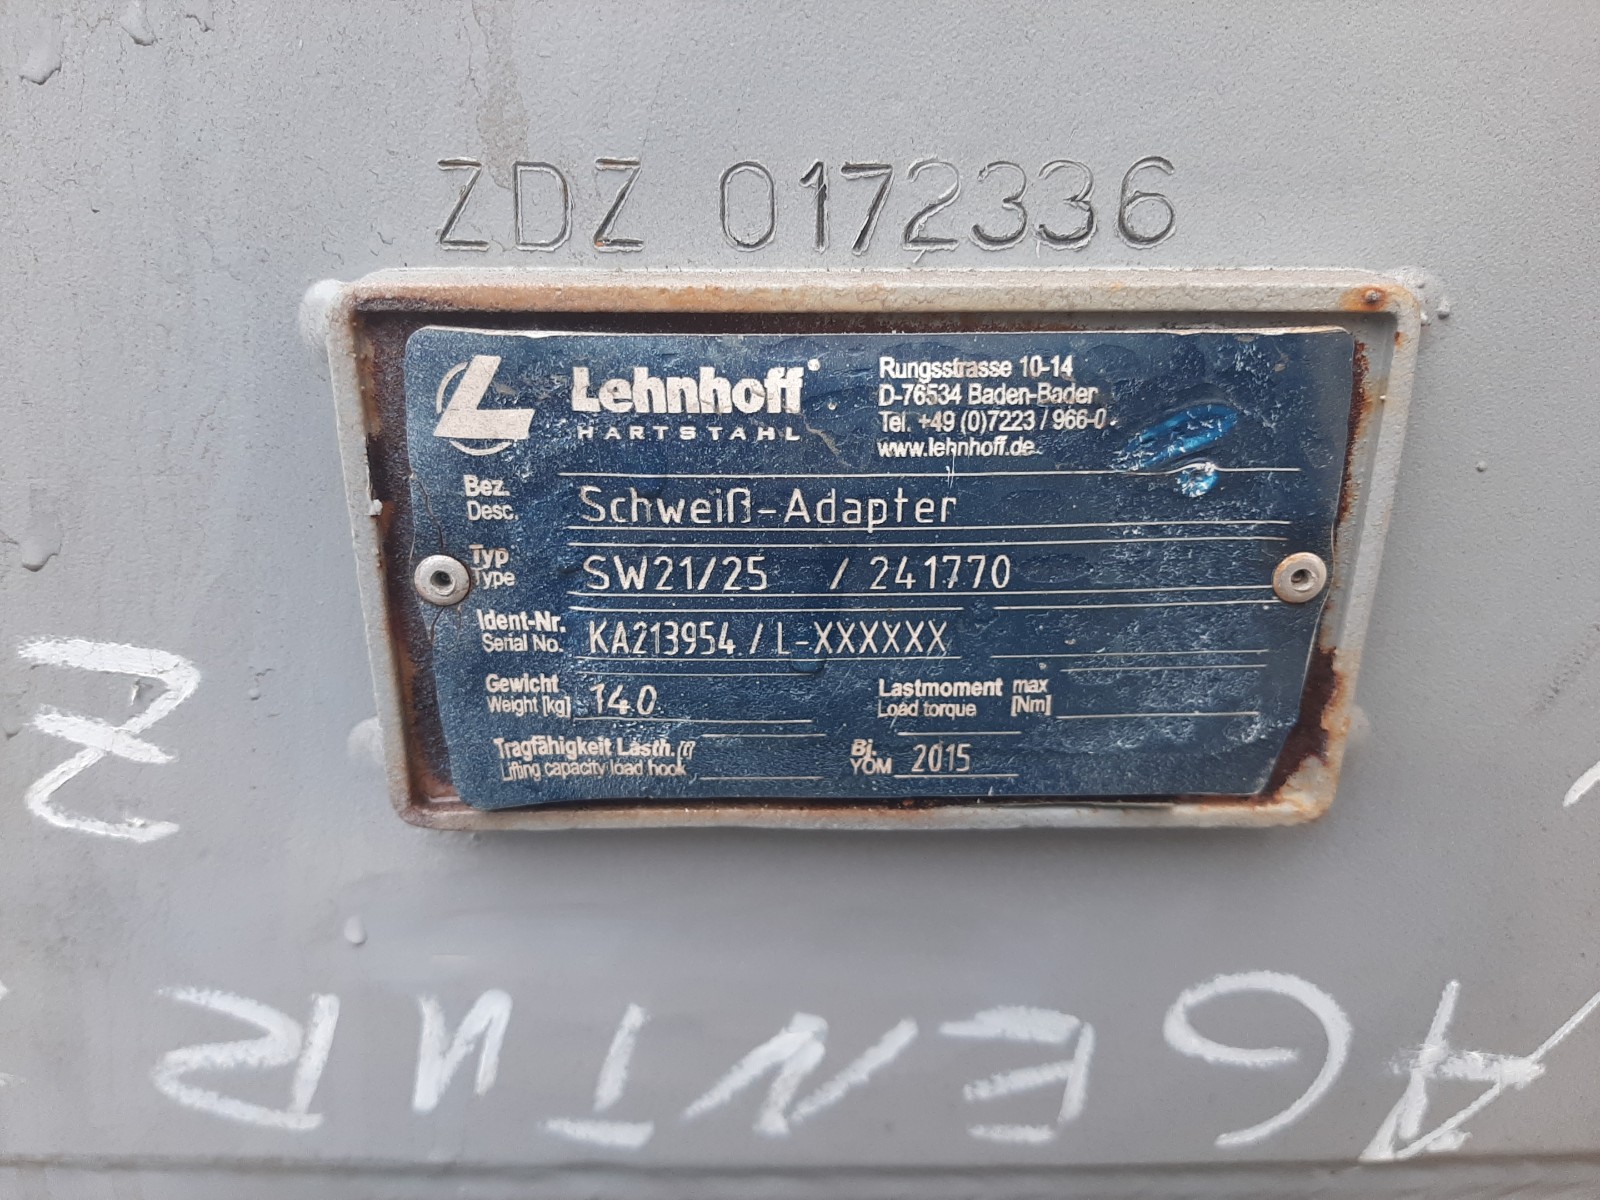 ZDZ 0172336
Lehnhoff
HARTSTAHL
Rungsstrasse 10-14
D-76534 Baden-Baden
Tel. +49 (0)7223 / 966-0
www.lehnhoff.de
Bez. Schweiß-Adapter
Desc.
Typ SW21/25 / 241770
Type
Ident-Nr. KA213954 / L-XXXXXX
Serial No.
Gewicht 140
Weight [kg]
Lastmoment max
Load torque [Nm]
Tragfähigkeit Lasth. [t]
Lifting capacity load hook
Bj. 2015
YOM
AGENTUR